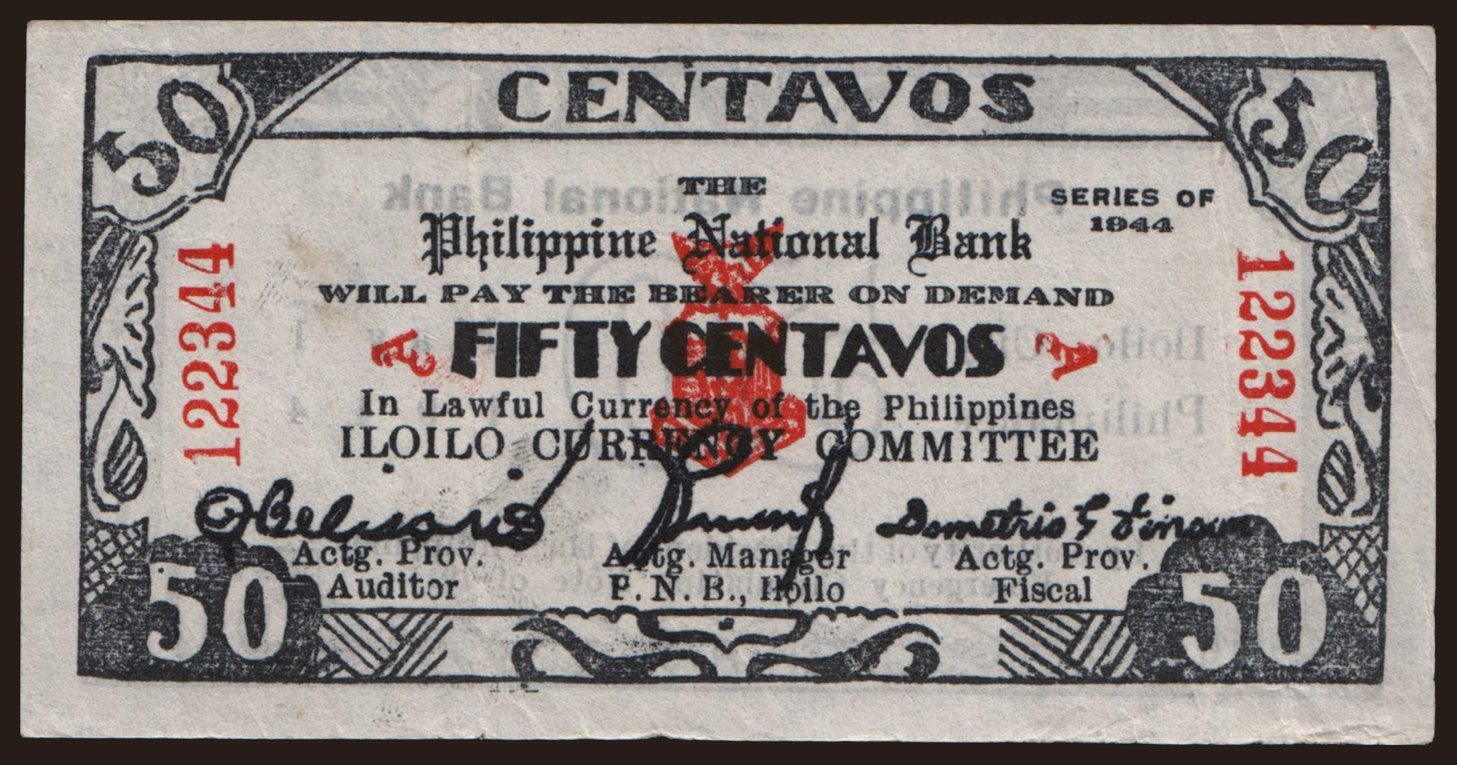 50 CENTAVOS 50
THE
SERIES OF
1944
Philippine National Bank
WILL PAY THE BEARER ON DEMAND
122344
122344
A FIFTY CENTAVOS A
In Lawful Currency of the Philippines
ILOILO CURRENCY COMMITTEE
Actg. Prov.
Auditor
Actg. Manager
P. N. B., Iloilo
Actg. Prov.
Fiscal
50 50